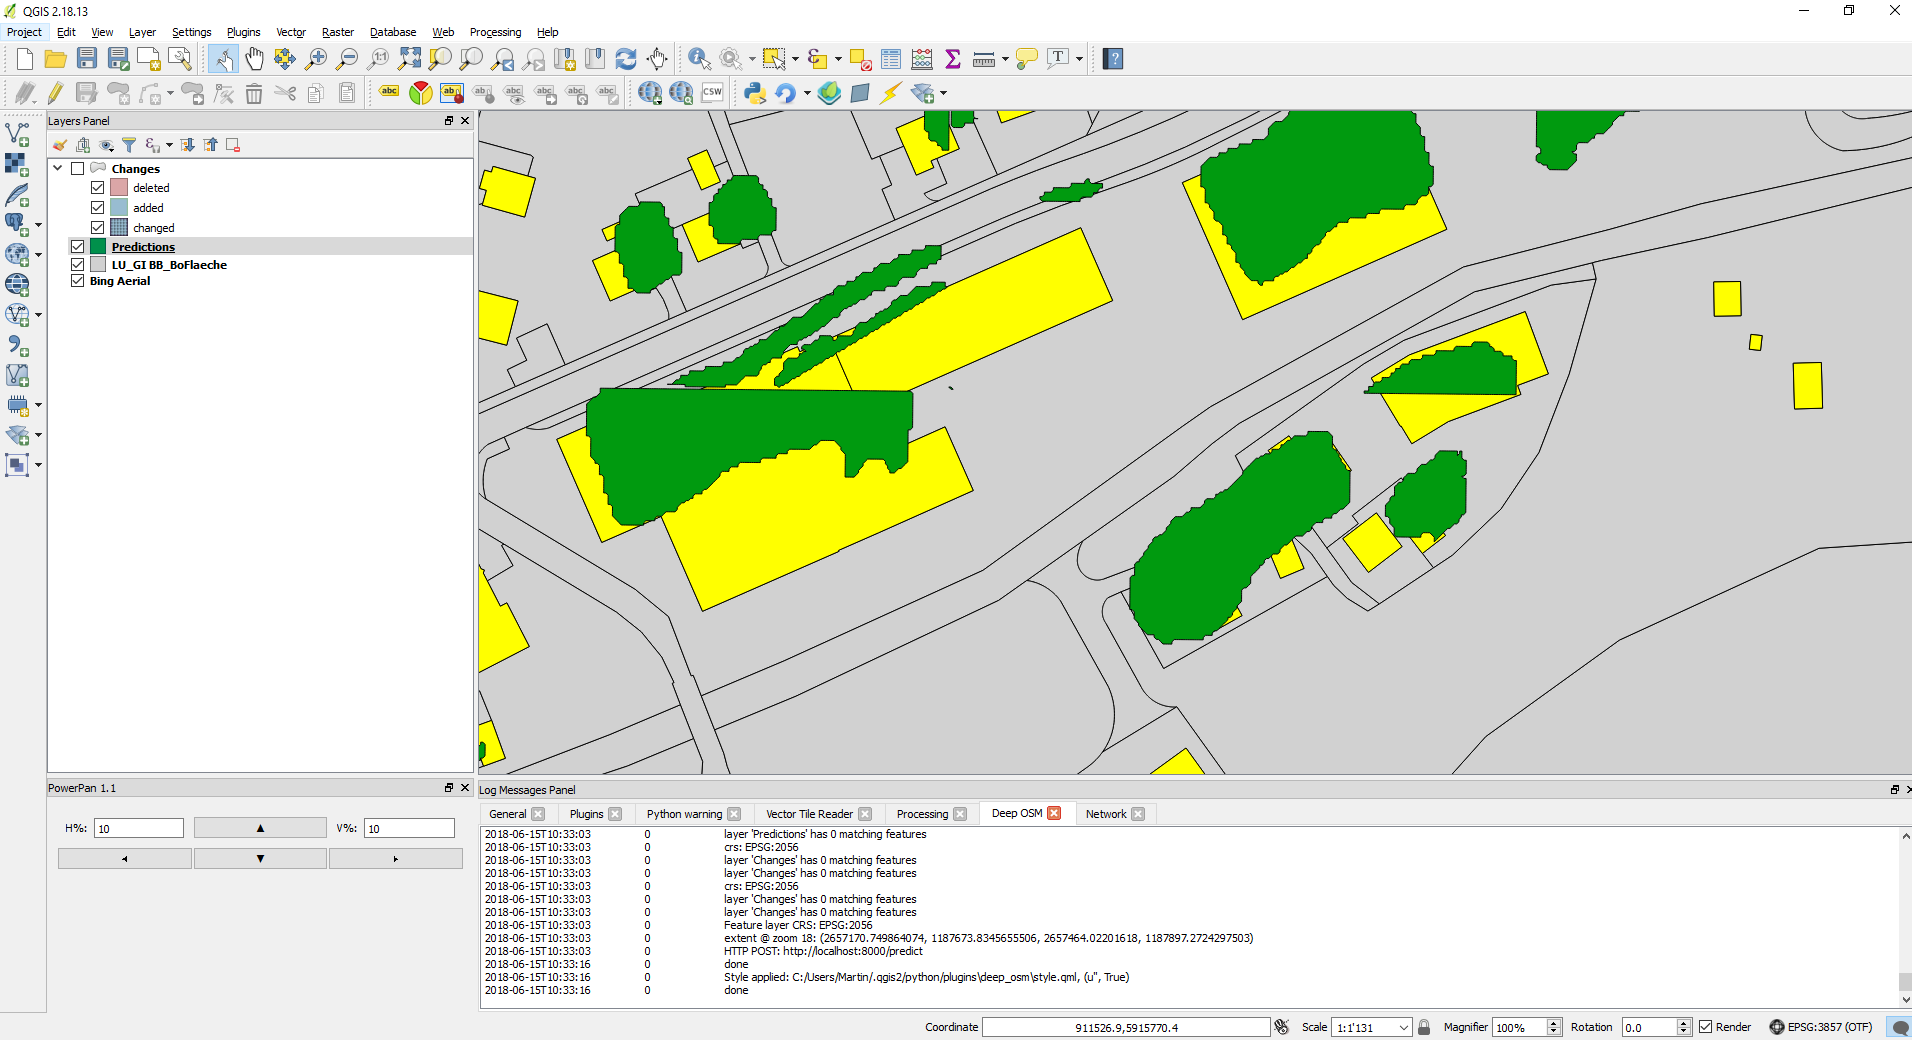 QGIS 2.18.13
Project Edit View Layer Settings Plugins Vector Raster Database Web Processing Help
Layers Panel
Changes
deleted
added
changed
Predictions
LU_GI BB_BoFlaeche
Bing Aerial
PowerPan 1.1
H%: 10 V%: 10
Log Messages Panel
General Plugins Python warning Vector Tile Reader Processing Deep OSM Network
2018-06-15T10:33:03 0 layer 'Predictions' has 0 matching features
2018-06-15T10:33:03 0 crs: EPSG:2056
2018-06-15T10:33:03 0 layer 'Changes' has 0 matching features
2018-06-15T10:33:03 0 layer 'Changes' has 0 matching features
2018-06-15T10:33:03 0 crs: EPSG:2056
2018-06-15T10:33:03 0 layer 'Changes' has 0 matching features
2018-06-15T10:33:03 0 layer 'Changes' has 0 matching features
2018-06-15T10:33:03 0 Feature layer CRS: EPSG:2056
2018-06-15T10:33:03 0 extent @ zoom 18: (2657170.749864074, 1187673.8345655506, 2657464.02201618, 1187897.2724297503)
2018-06-15T10:33:03 0 HTTP POST: http://localhost:8000/predict
2018-06-15T10:33:16 0 done
2018-06-15T10:33:16 0 Style applied: C:/Users/Martin/.qgis2/python/plugins\deep_osm\style.qml, (u'', True)
2018-06-15T10:33:16 0 done
Coordinate 911526.9,5915770.4 Scale 1:1'131 Magnifier 100% Rotation 0.0 Render EPSG:3857 (OTF)